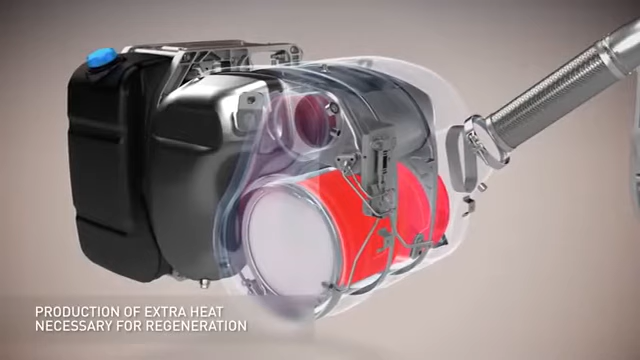 PRODUCTION OF EXTRA HEAT
NECESSARY FOR REGENERATION